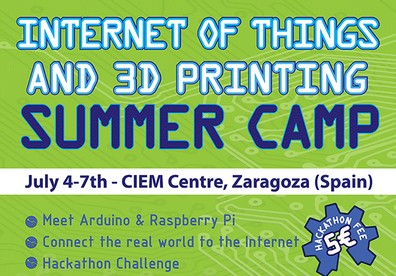 INTERNET OF THINGS
AND 3D PRINTING
SUMMER CAMP
July 4-7th - CIEM Centre, Zaragoza (Spain)
Meet Arduino & Raspberry Pi
Connect the real world to the Internet
Hackathon Challenge
HACKATHON FEE
5€